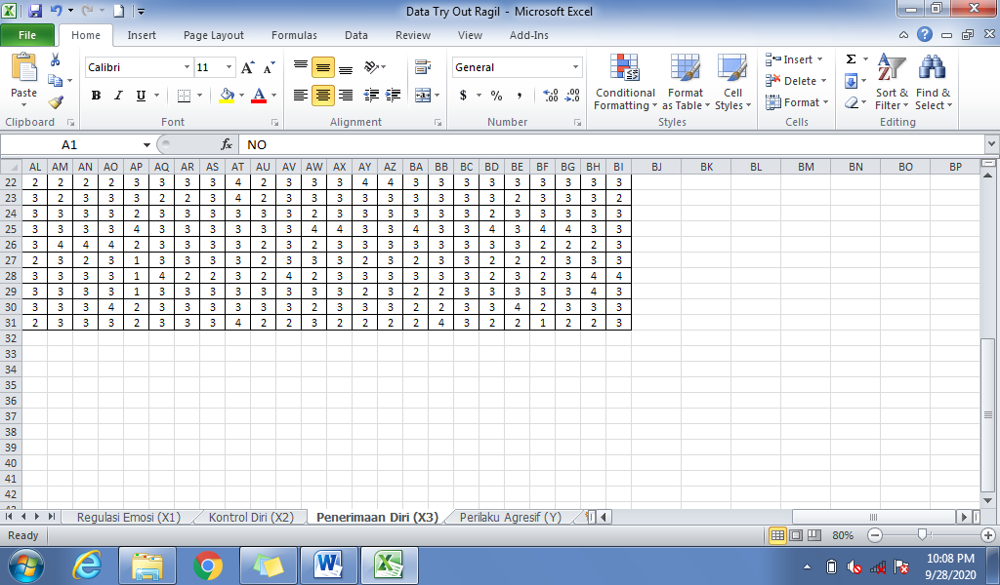 Data Try Out Ragil - Microsoft Excel
File Home Insert Page Layout Formulas Data Review View Add-Ins
Paste Calibri 11 General Conditional Formatting Format as Table Cell Styles Insert Delete Format Sort & Filter Find & Select
B I U $ % ,
Clipboard Font Alignment Number Styles Cells Editing
A1 fx NO
AL AM AN AO AP AQ AR AS AT AU AV AW AX AY AZ BA BB BC BD BE BF BG BH BI BJ BK BL BM BN BO BP
22 2 2 2 2 3 3 3 3 4 2 3 3 3 4 4 3 3 3 3 3 3 3 3 3
23 3 2 3 3 3 2 2 3 4 2 3 3 3 3 3 3 3 3 3 2 3 3 3 2
24 3 3 3 3 2 3 3 3 3 3 3 2 3 3 3 3 3 3 2 3 3 3 3 3
25 3 3 3 3 4 3 3 3 3 3 3 4 4 3 3 4 3 3 4 3 4 4 3 3
26 3 4 4 4 2 3 3 3 3 2 3 2 3 3 3 3 3 3 3 3 2 2 2 3
27 2 3 2 3 1 3 3 3 3 2 3 3 3 2 3 2 3 3 2 2 2 3 3 3
28 3 3 3 3 1 4 2 2 3 2 4 2 3 3 3 3 3 3 2 3 2 3 4 4
29 3 3 3 3 1 3 3 3 3 3 3 3 3 2 3 2 2 3 3 3 3 3 4 3
30 3 3 3 4 2 3 3 3 3 3 3 2 3 3 3 2 2 3 3 4 2 3 3 3
31 2 3 3 3 2 3 3 3 4 2 2 3 2 2 2 2 4 3 2 2 1 2 2 3
32
33
34
35
36
37
38
39
40
41
42
Regulasi Emosi (X1) Kontrol Diri (X2) Penerimaan Diri (X3) Perilaku Agresif (Y)
Ready 80%
10:08 PM
9/28/2020